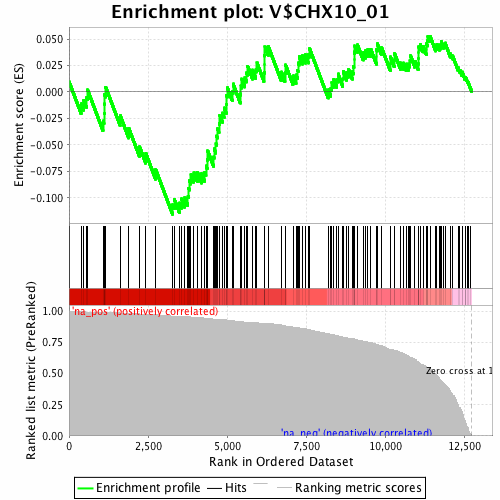 Enrichment plot: V$CHX10_01
Enrichment score (ES)
0.050
0.025
0.000
-0.025
-0.050
-0.075
-0.100
'na_pos' (positively correlated)
Ranked list metric (PreRanked)
1.00
0.75
0.50
0.25
0.00
Zero cross at 1
'na_neg' (negatively correlated)
0 2,500 5,000 7,500 10,000 12,500
Rank in Ordered Dataset
Enrichment profile Hits Ranking metric scores